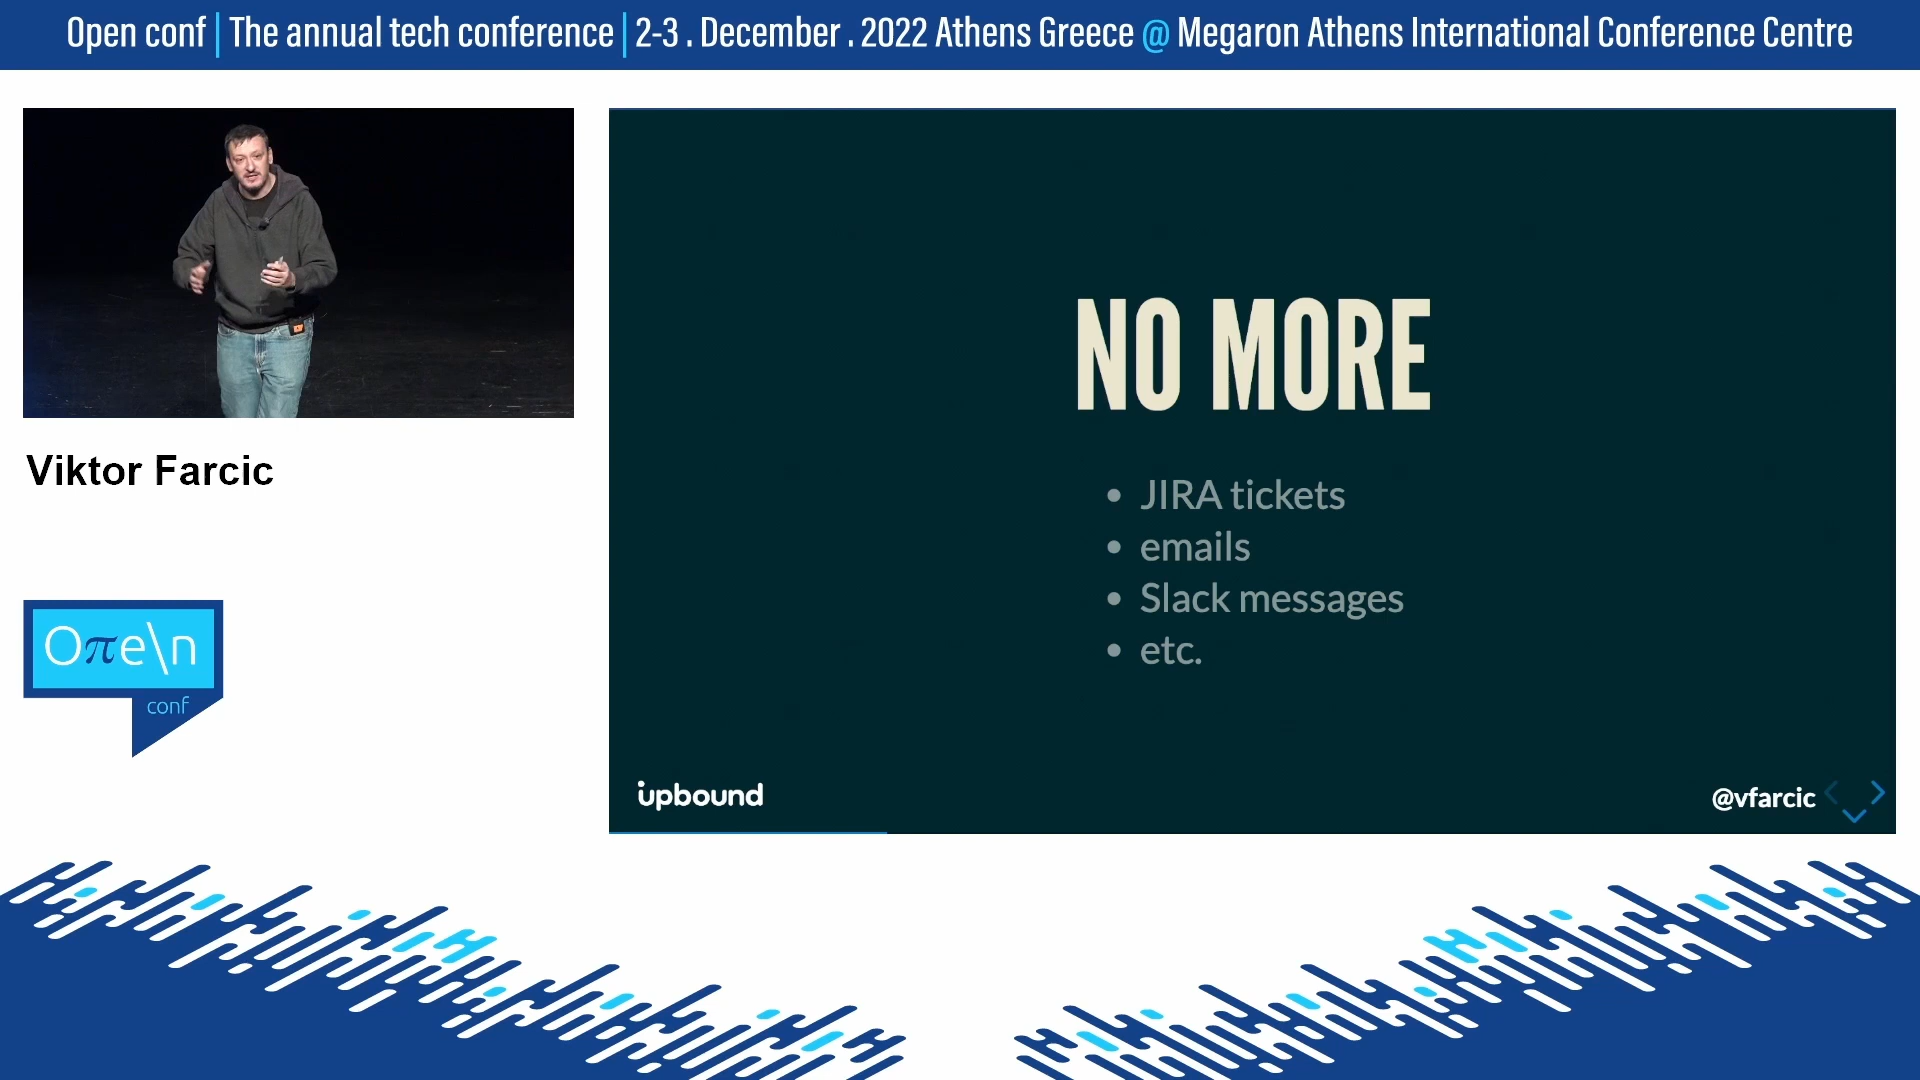 Open conf | The annual tech conference | 2-3 . December . 2022 Athens Greece @ Megaron Athens International Conference Centre
Viktor Farcic
Oπe\n
conf
NO MORE
• JIRA tickets
• emails
• Slack messages
• etc.
upbound
@vfarcic